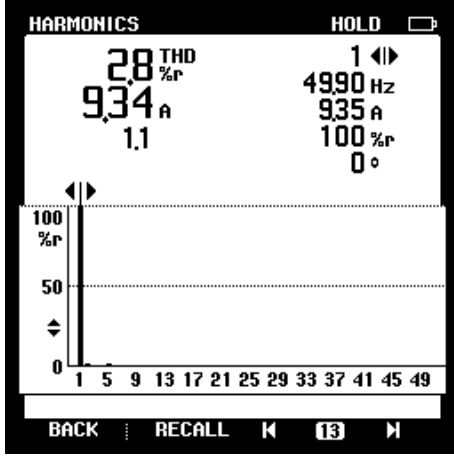 HARMONICS HOLD
2.8 THD %r
9.34 A
1.1
1
49.90 Hz
9.35 A
100 %r
0 °
100
%r
50
0
1 5 9 13 17 21 25 29 33 37 41 45 49
BACK RECALL 13